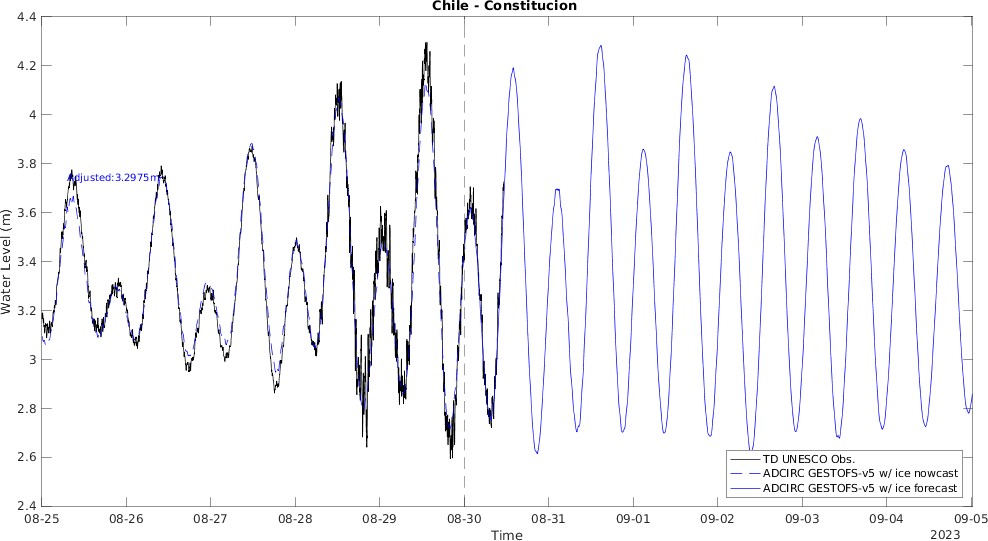 Chile - Constitucion
4.4
4.2
4
3.8
3.6
3.4
3.2
3
2.8
2.6
2.4
Water Level (m)
Adjusted:3.2975m
TD UNESCO Obs.
ADCIRC GESTOFS-v5 w/ ice nowcast
ADCIRC GESTOFS-v5 w/ ice forecast
08-25 08-26 08-27 08-28 08-29 08-30 08-31 09-01 09-02 09-03 09-04 09-05
Time
2023